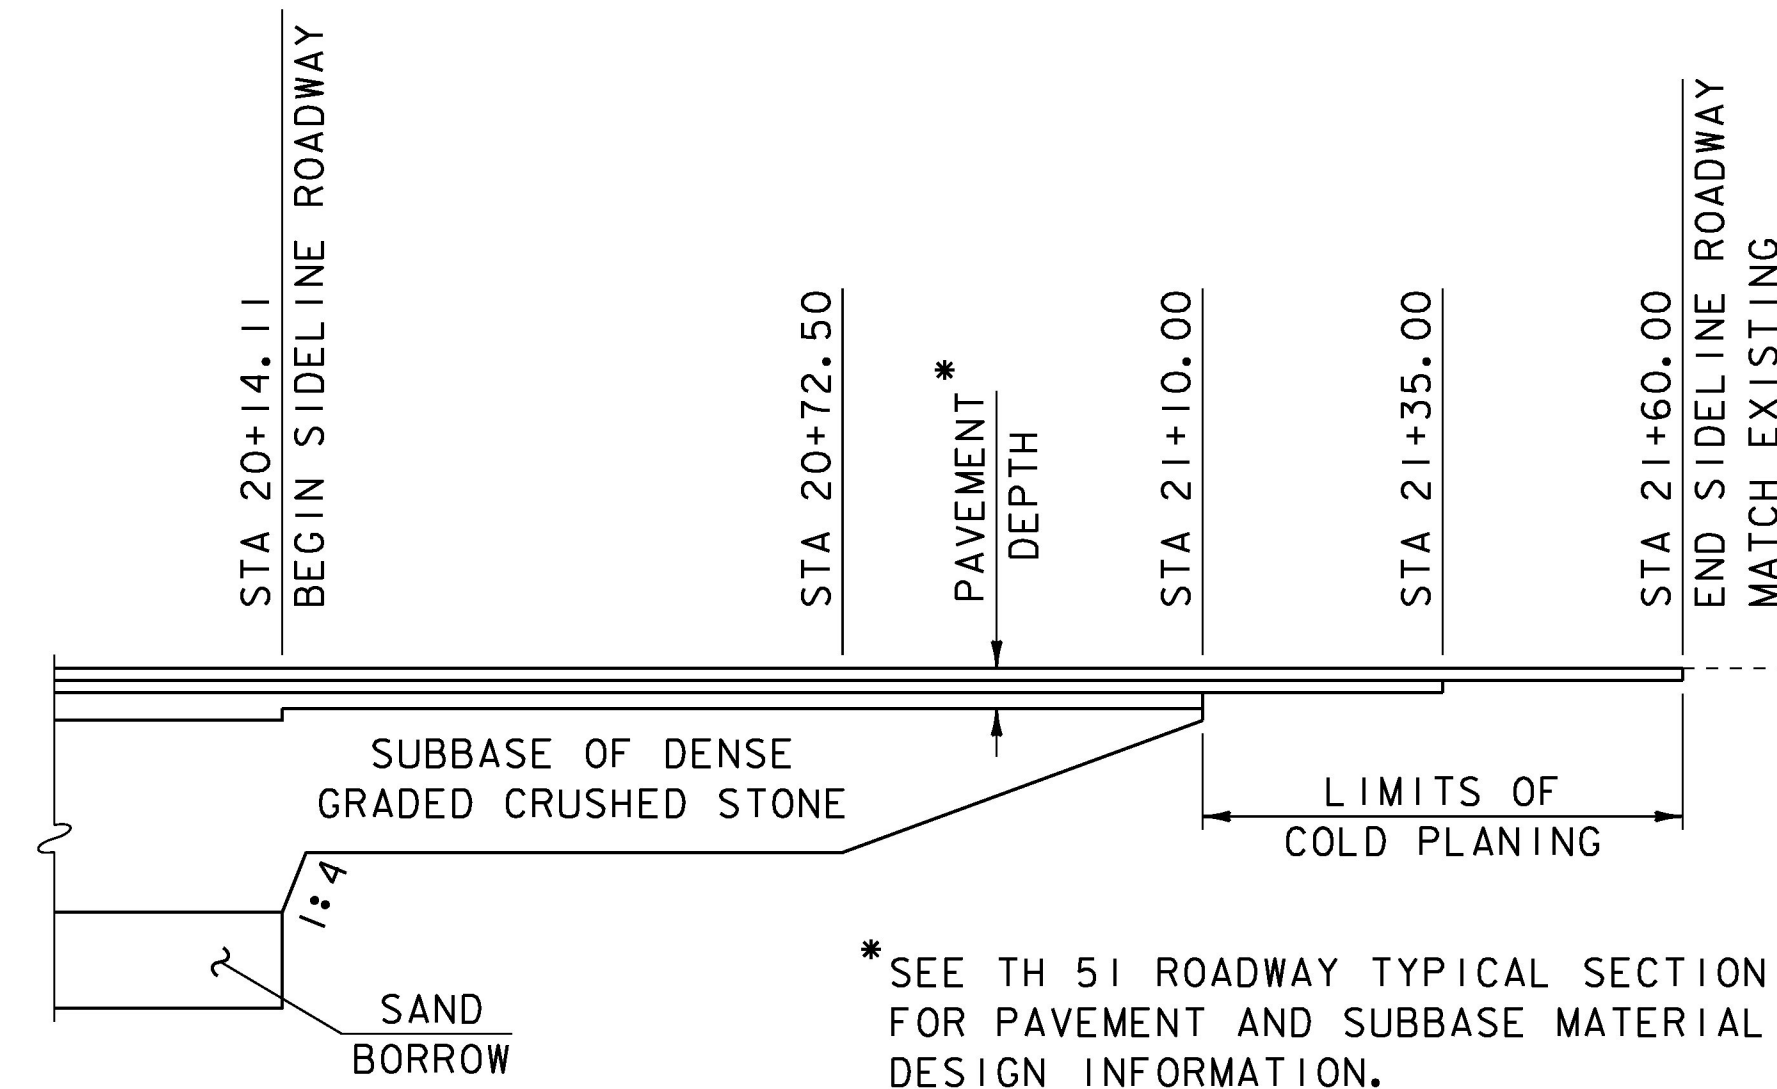 STA 20+14.11
BEGIN SIDELINE ROADWAY
STA 20+72.50
PAVEMENT*
DEPTH
STA 21+10.00
STA 21+35.00
STA 21+60.00
END SIDELINE ROADWAY
MATCH EXISTING
SUBBASE OF DENSE
GRADED CRUSHED STONE
LIMITS OF
COLD PLANING
1:4
SAND
BORROW
*SEE TH 51 ROADWAY TYPICAL SECTION
FOR PAVEMENT AND SUBBASE MATERIAL
DESIGN INFORMATION.